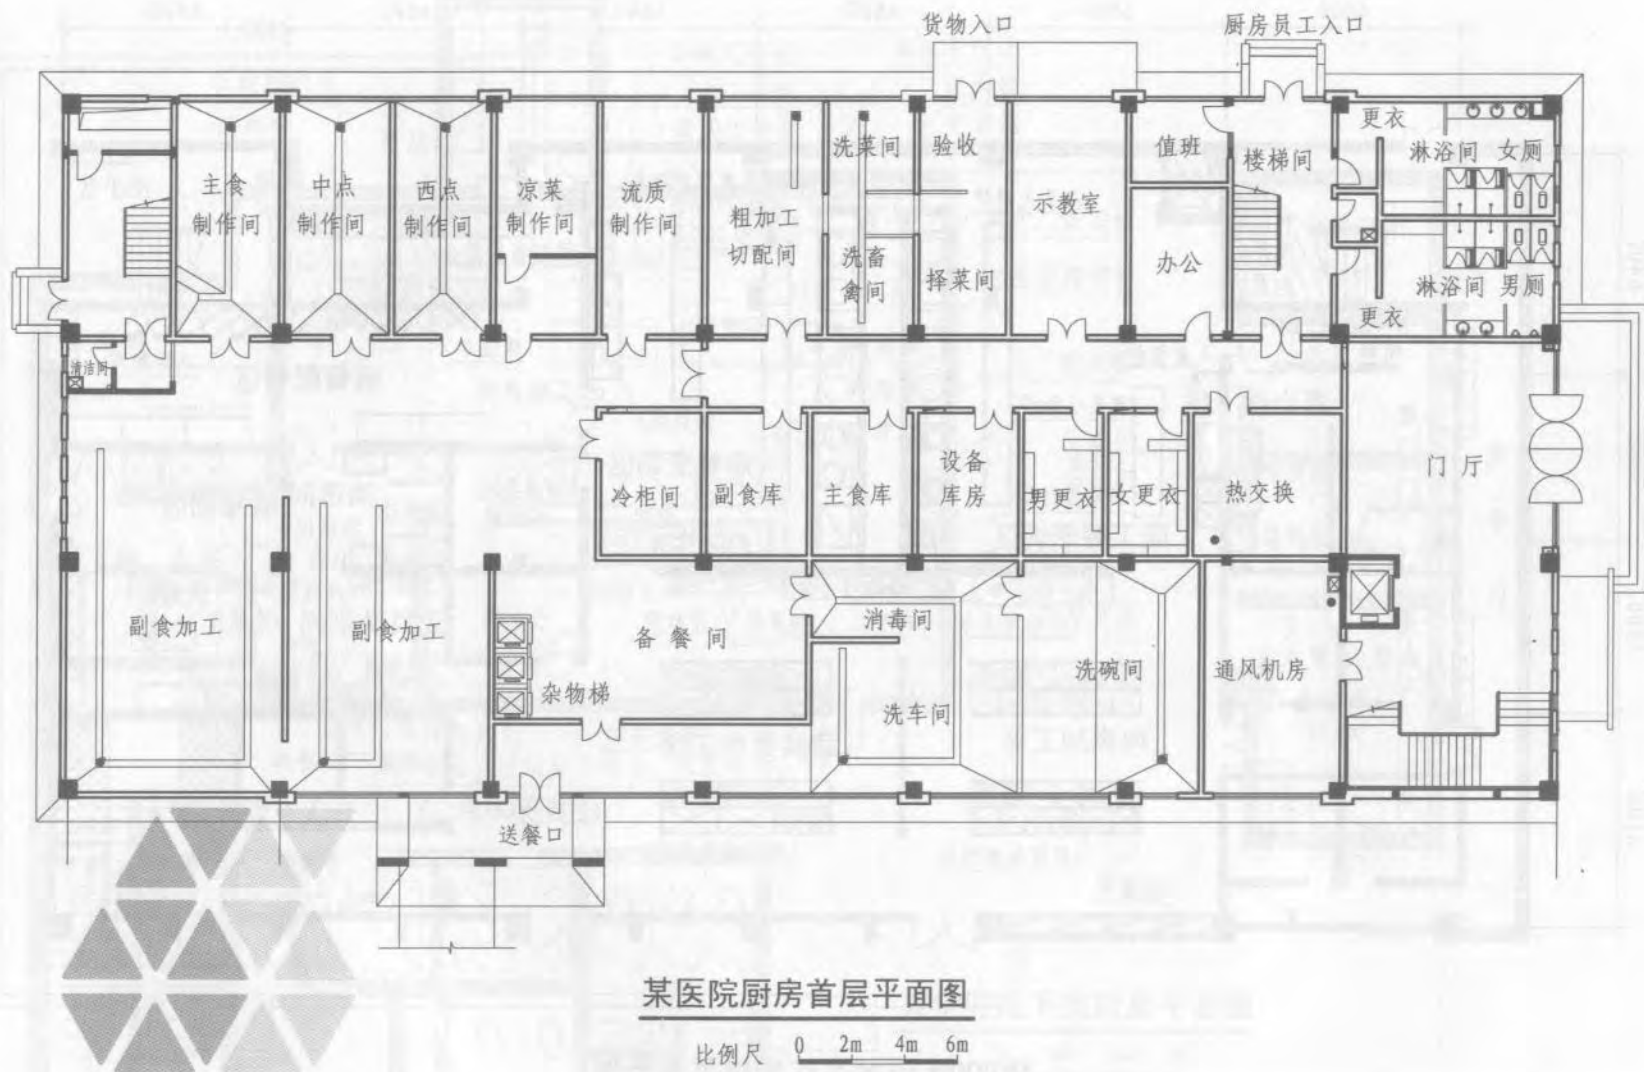 货物入口
厨房员工入口
主食
制作间
中点
制作间
西点
制作间
凉菜
制作间
流质
制作间
粗加工
切配间
洗菜间
洗畜
禽间
验收
择菜间
示教室
值班
办公
楼梯间
更衣
淋浴间
女厕
淋浴间
男厕
更衣
清洁间
冷柜间
副食库
主食库
设备
库房
男更衣
女更衣
热交换
门厅
副食加工
副食加工
备餐间
杂物梯
消毒间
洗车间
洗碗间
通风机房
送餐口
某医院厨房首层平面图
比例尺 0 2m 4m 6m